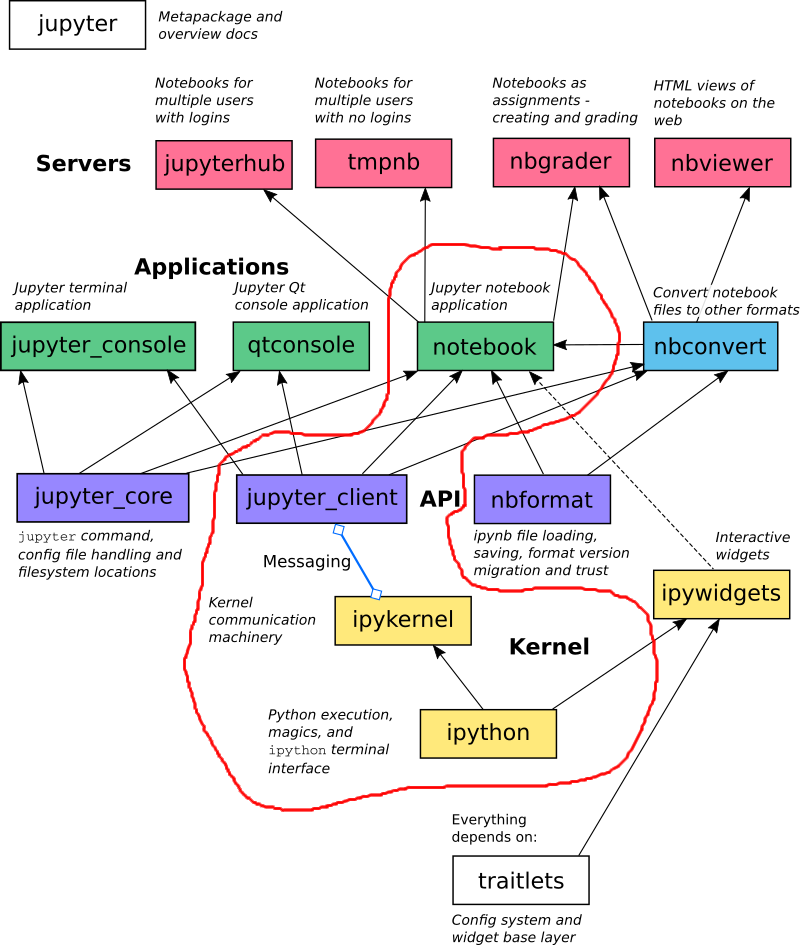 jupyter
Metapackage and
overview docs
Notebooks for
multiple users
with logins
Notebooks for
multiple users
with no logins
Notebooks as
assignments -
creating and grading
HTML views of
notebooks on the
web
Servers
jupyterhub
tmpnb
nbgrader
nbviewer
Applications
Jupyter terminal
application
Jupyter Qt
console application
Jupyter notebook
application
Convert notebook
files to other formats
jupyter_console
qtconsole
notebook
nbconvert
jupyter_core
jupyter_client
API
nbformat
jupyter command,
config file handling and
filesystem locations
Messaging
ipynb file loading,
saving, format version
migration and trust
Interactive
widgets
Kernel
communication
machinery
ipykernel
ipywidgets
Kernel
Python execution,
magics, and
ipython terminal
interface
ipython
Everything
depends on:
traitlets
Config system and
widget base layer